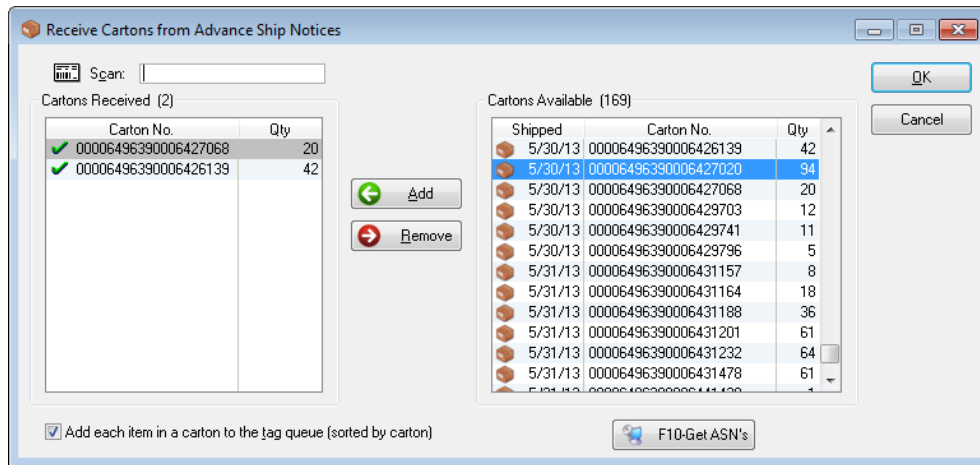 Receive Cartons from Advance Ship Notices
Scan:
OK
Cancel
Cartons Received (2)
Carton No. Qty
00006496390006427068 20
00006496390006426139 42
Add
Remove
Cartons Available (169)
Shipped Carton No. Qty
5/30/13 00006496390006426139 42
5/30/13 00006496390006427020 94
5/30/13 00006496390006427068 20
5/30/13 00006496390006429703 12
5/30/13 00006496390006429741 11
5/30/13 00006496390006429796 5
5/31/13 00006496390006431157 8
5/31/13 00006496390006431164 18
5/31/13 00006496390006431188 36
5/31/13 00006496390006431201 61
5/31/13 00006496390006431232 64
5/31/13 00006496390006431478 61
Add each item in a carton to the tag queue (sorted by carton)
F10-Get ASN's